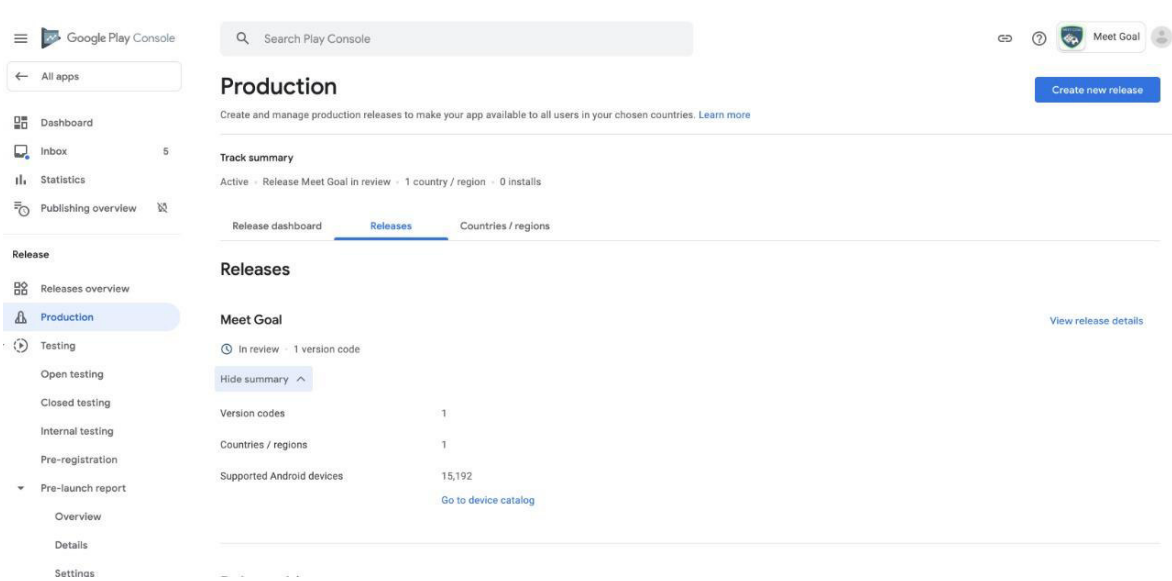 Google Play Console
Search Play Console
Meet Goal
All apps
Dashboard
Inbox 5
Statistics
Publishing overview
Release
Releases overview
Production
Testing
Open testing
Closed testing
Internal testing
Pre-registration
Pre-launch report
Overview
Details
Settings
Production
Create new release
Create and manage production releases to make your app available to all users in your chosen countries. Learn more
Track summary
Active · Release Meet Goal in review · 1 country / region · 0 installs
Release dashboard Releases Countries / regions
Releases
Meet Goal
View release details
In review · 1 version code
Hide summary
Version codes 1
Countries / regions 1
Supported Android devices 15,192
Go to device catalog